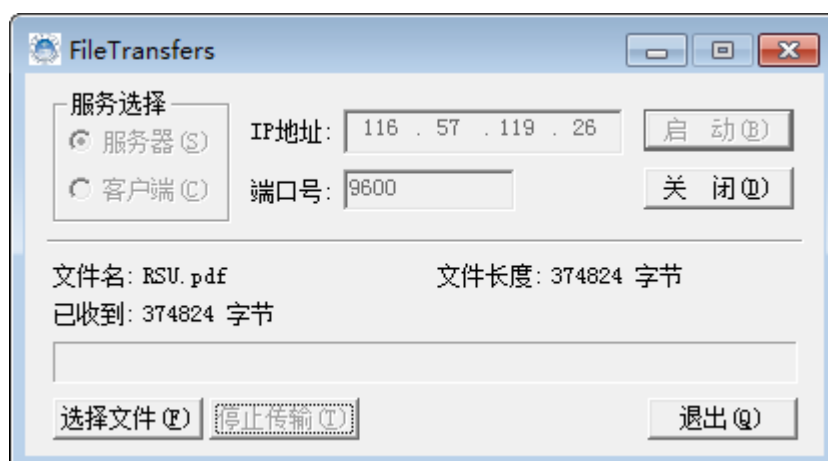 FileTransfers
服务选择
服务器(S)
客户端(C)
IP地址: 116 . 57 . 119 . 26
启 动(B)
端口号: 9600
关 闭(D)
文件名: RSU.pdf
文件长度: 374824 字节
已收到: 374824 字节
选择文件(F)
停止传输(T)
退出(Q)